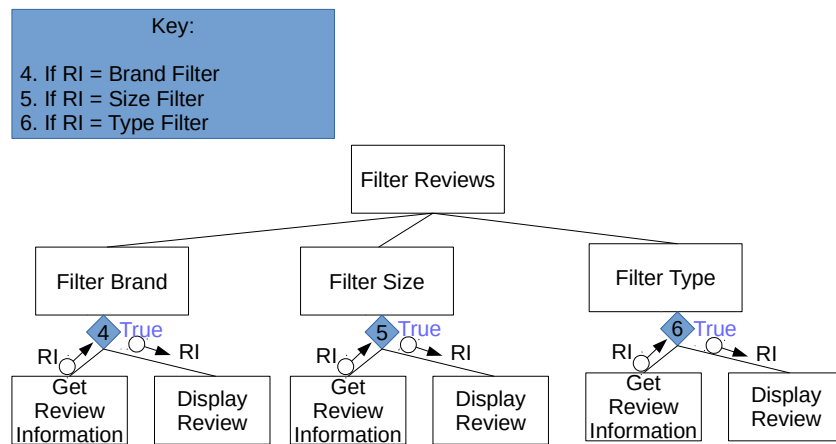 Key:
4. If RI = Brand Filter
5. If RI = Size Filter
6. If RI = Type Filter
Filter Reviews
Filter Brand
Filter Size
Filter Type
4 True
RI
RI
5 True
RI
RI
6 True
RI
RI
Get
Review
Information
Display
Review
Get
Review
Information
Display
Review
Get
Review
Information
Display
Review